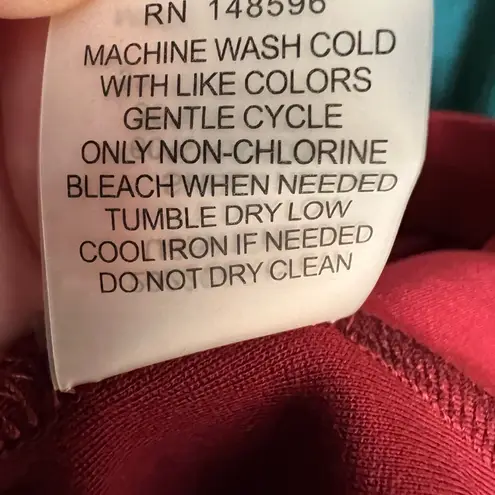 RN 148596
MACHINE WASH COLD
WITH LIKE COLORS
GENTLE CYCLE
ONLY NON-CHLORINE
BLEACH WHEN NEEDED
TUMBLE DRY LOW
COOL IRON IF NEEDED
DO NOT DRY CLEAN